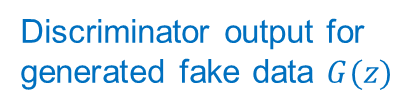 Discriminator output for
generated fake data G(z)